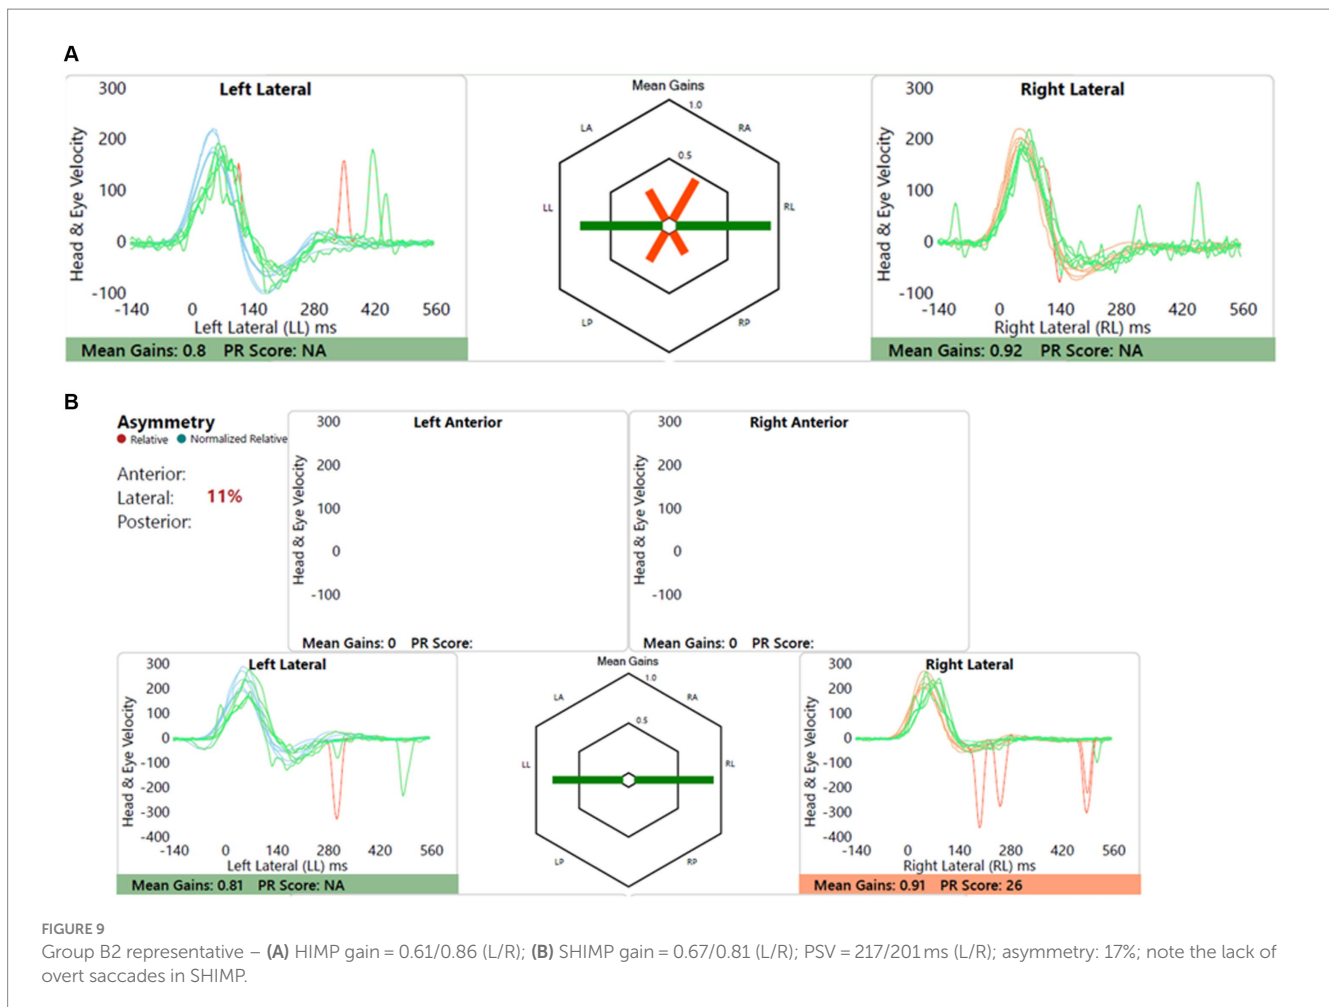 A
Left Lateral
Head & Eye Velocity
300
200
100
0
-100
-140 0 140 280 420 560
Left Lateral (LL) ms
Mean Gains: 0.8 PR Score: NA
Mean Gains
1.0
0.5
LA
RA
LL
RL
LP
RP
Right Lateral
Head & Eye Velocity
300
200
100
0
-100
-140 0 140 280 420 560
Right Lateral (RL) ms
Mean Gains: 0.92 PR Score: NA
B
Asymmetry
Relative Normalized Relative
Anterior:
Lateral: 11%
Posterior:
Left Anterior
Head & Eye Velocity
300
200
100
0
-100
Mean Gains: 0 PR Score:
Right Anterior
Head & Eye Velocity
300
200
100
0
-100
Mean Gains: 0 PR Score:
Left Lateral
Head & Eye Velocity
300
200
100
0
-100
-200
-300
-400
-140 0 140 280 420 560
Left Lateral (LL) ms
Mean Gains: 0.81 PR Score: NA
Mean Gains
1.0
0.5
LA
RA
LL
RL
LP
RP
Right Lateral
Head & Eye Velocity
300
200
100
0
-100
-200
-300
-400
-140 0 140 280 420 560
Right Lateral (RL) ms
Mean Gains: 0.91 PR Score: 26
FIGURE 9
Group B2 representative – (A) HIMP gain = 0.61/0.86 (L/R); (B) SHIMP gain = 0.67/0.81 (L/R); PSV = 217/201 ms (L/R); asymmetry: 17%; note the lack of
overt saccades in SHIMP.